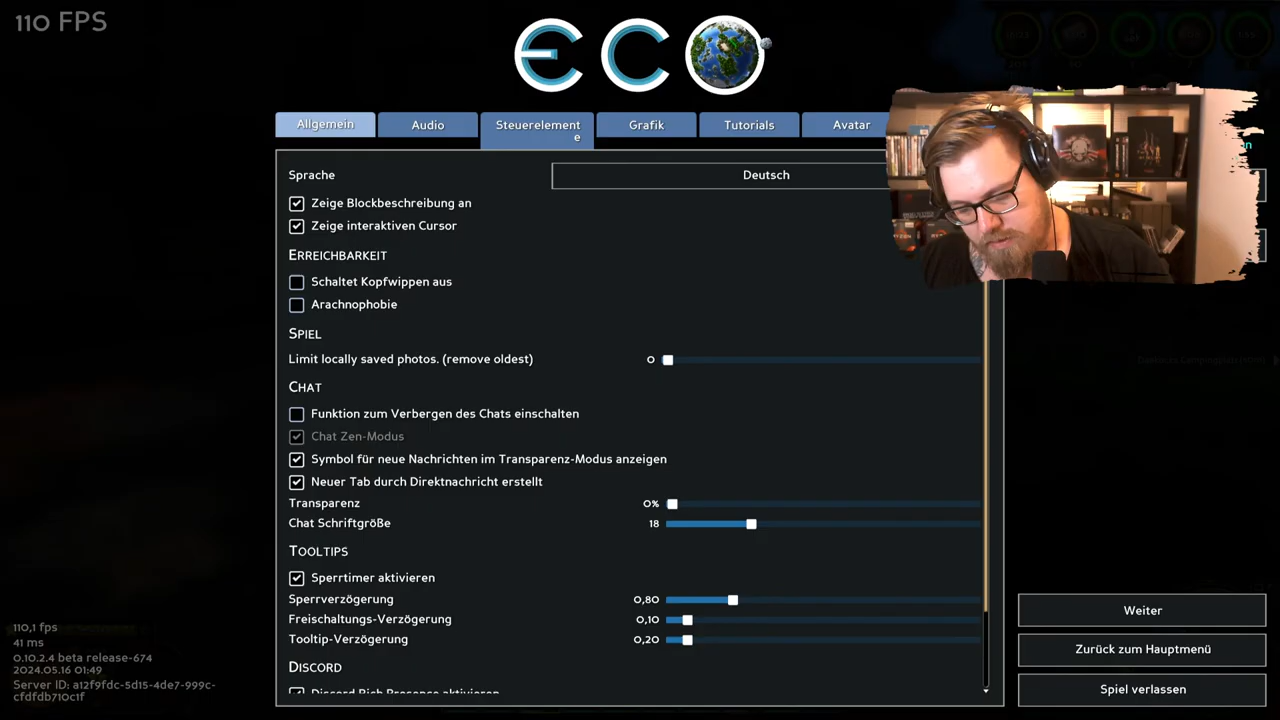 110 FPS
ECO
Allgemein
Audio
Steuerelement
e
Grafik
Tutorials
Avatar
Sprache
Deutsch
Zeige Blockbeschreibung an
Zeige interaktiven Cursor
ERREICHBARKEIT
Schaltet Kopfwippen aus
Arachnophobie
SPIEL
Limit locally saved photos. (remove oldest) 0
CHAT
Funktion zum Verbergen des Chats einschalten
Chat Zen-Modus
Symbol für neue Nachrichten im Transparenz-Modus anzeigen
Neuer Tab durch Direktnachricht erstellt
Transparenz 0%
Chat Schriftgröße 18
TOOLTIPS
Sperrtimer aktivieren
Sperrverzögerung 0,80
Freischaltungs-Verzögerung 0,10
Tooltip-Verzögerung 0,20
DISCORD
Discord Rich Presence aktivieren
Weiter
Zurück zum Hauptmenü
Spiel verlassen
110,1 fps
41 ms
0.10.2.4 beta release-674
2024.05.16 01:49
Server ID: a12f9fdc-5d15-4de7-999c-
cfdfdb710c1f